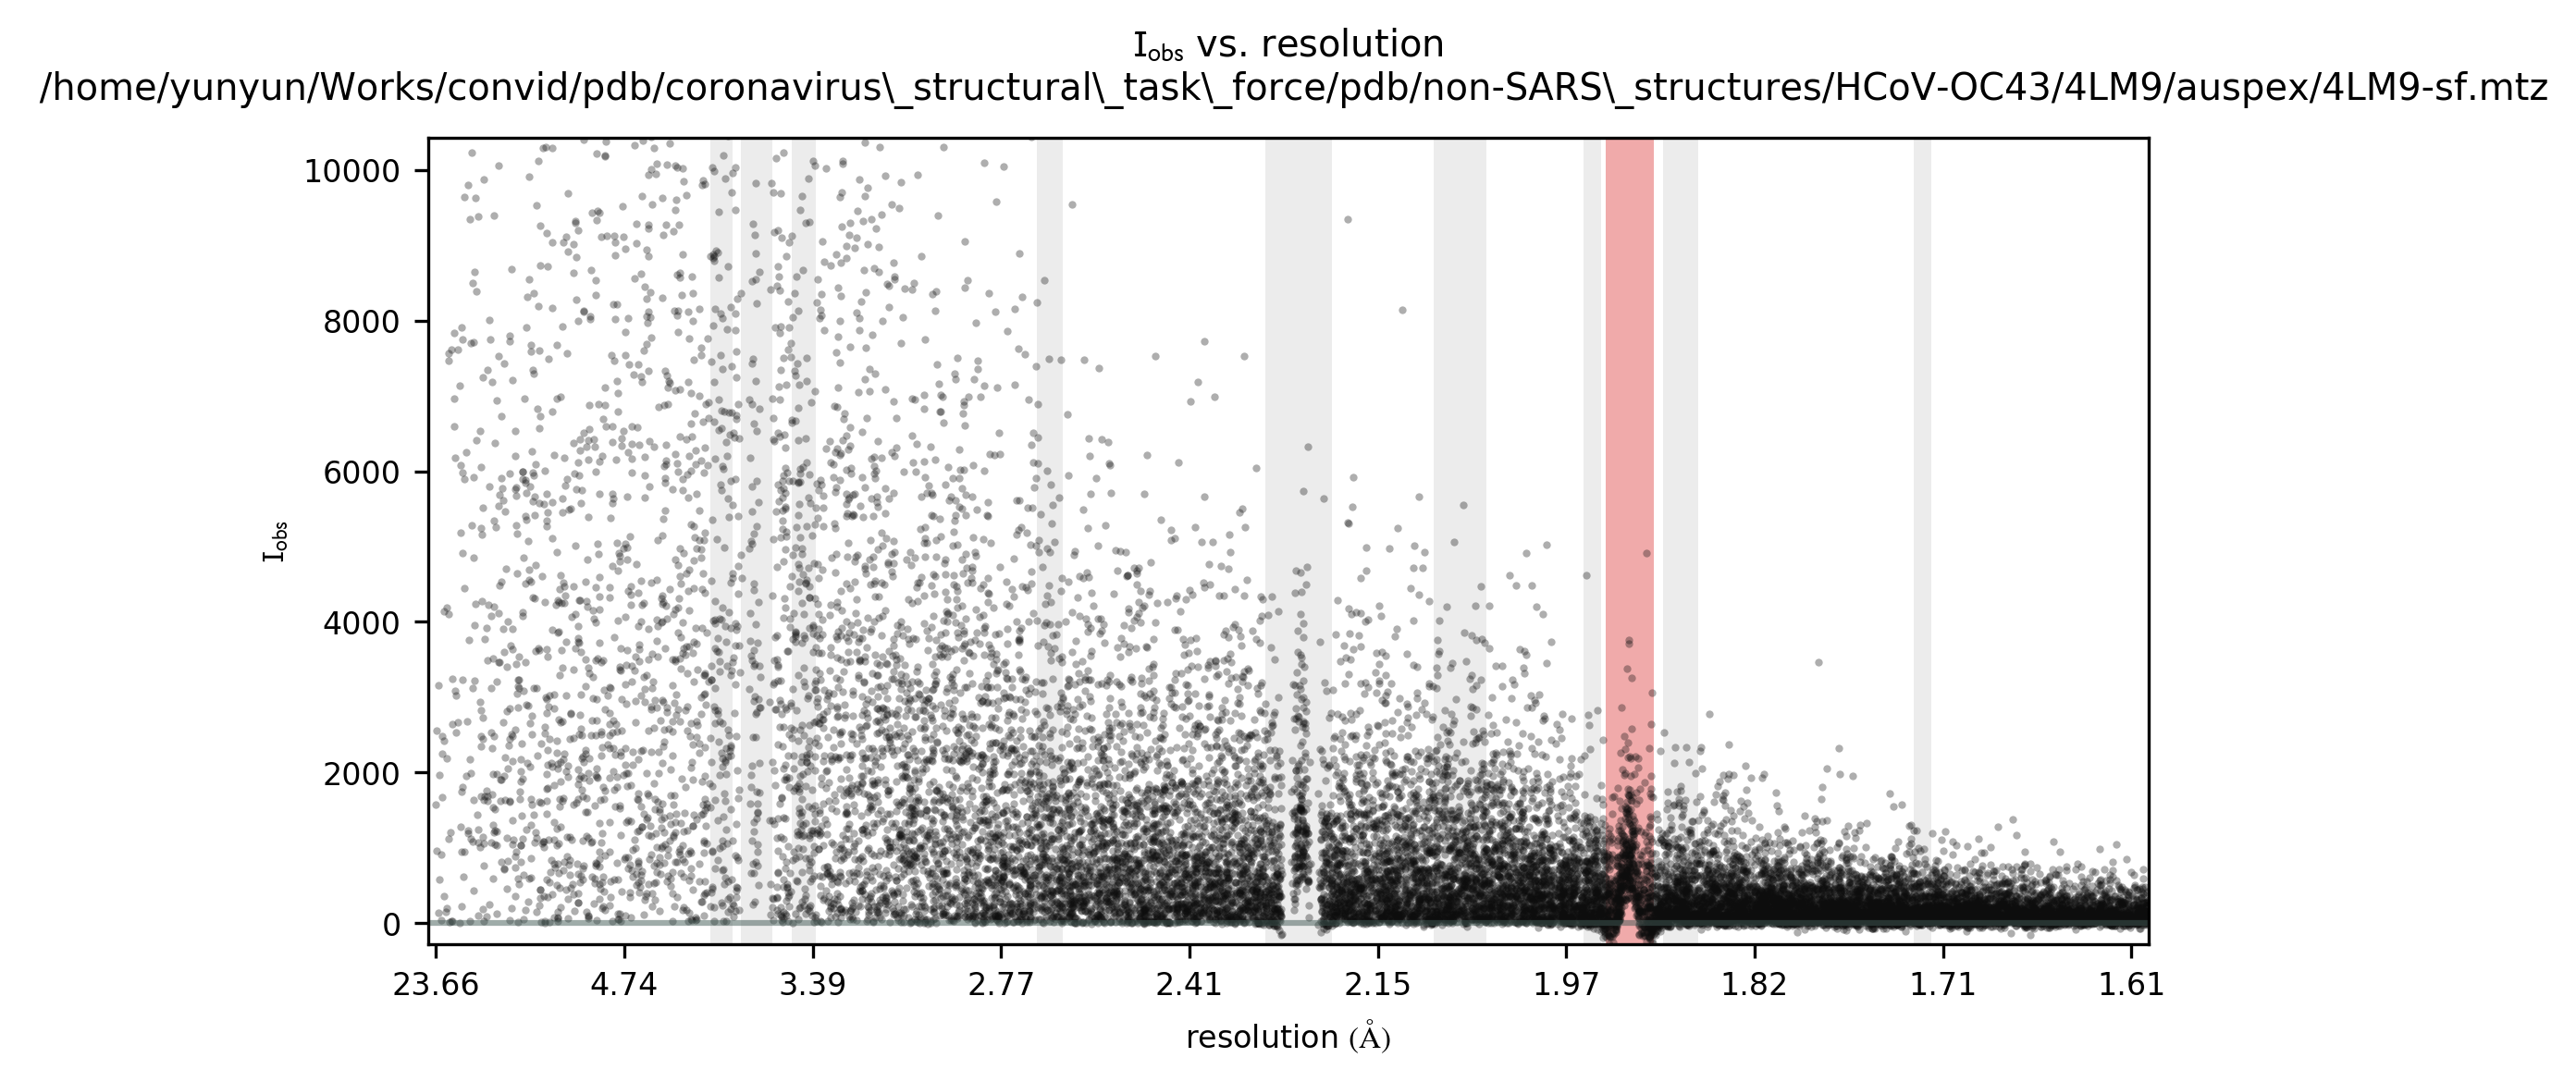 I_obs vs. resolution
/home/yunyun/Works/convid/pdb/coronavirus\_structural\_task\_force/pdb/non-SARS\_structures/HCoV-OC43/4LM9/auspex/4LM9-sf.mtz
10000
8000
6000
4000
2000
0
I_obs
23.66 4.74 3.39 2.77 2.41 2.15 1.97 1.82 1.71 1.61
resolution (Å)